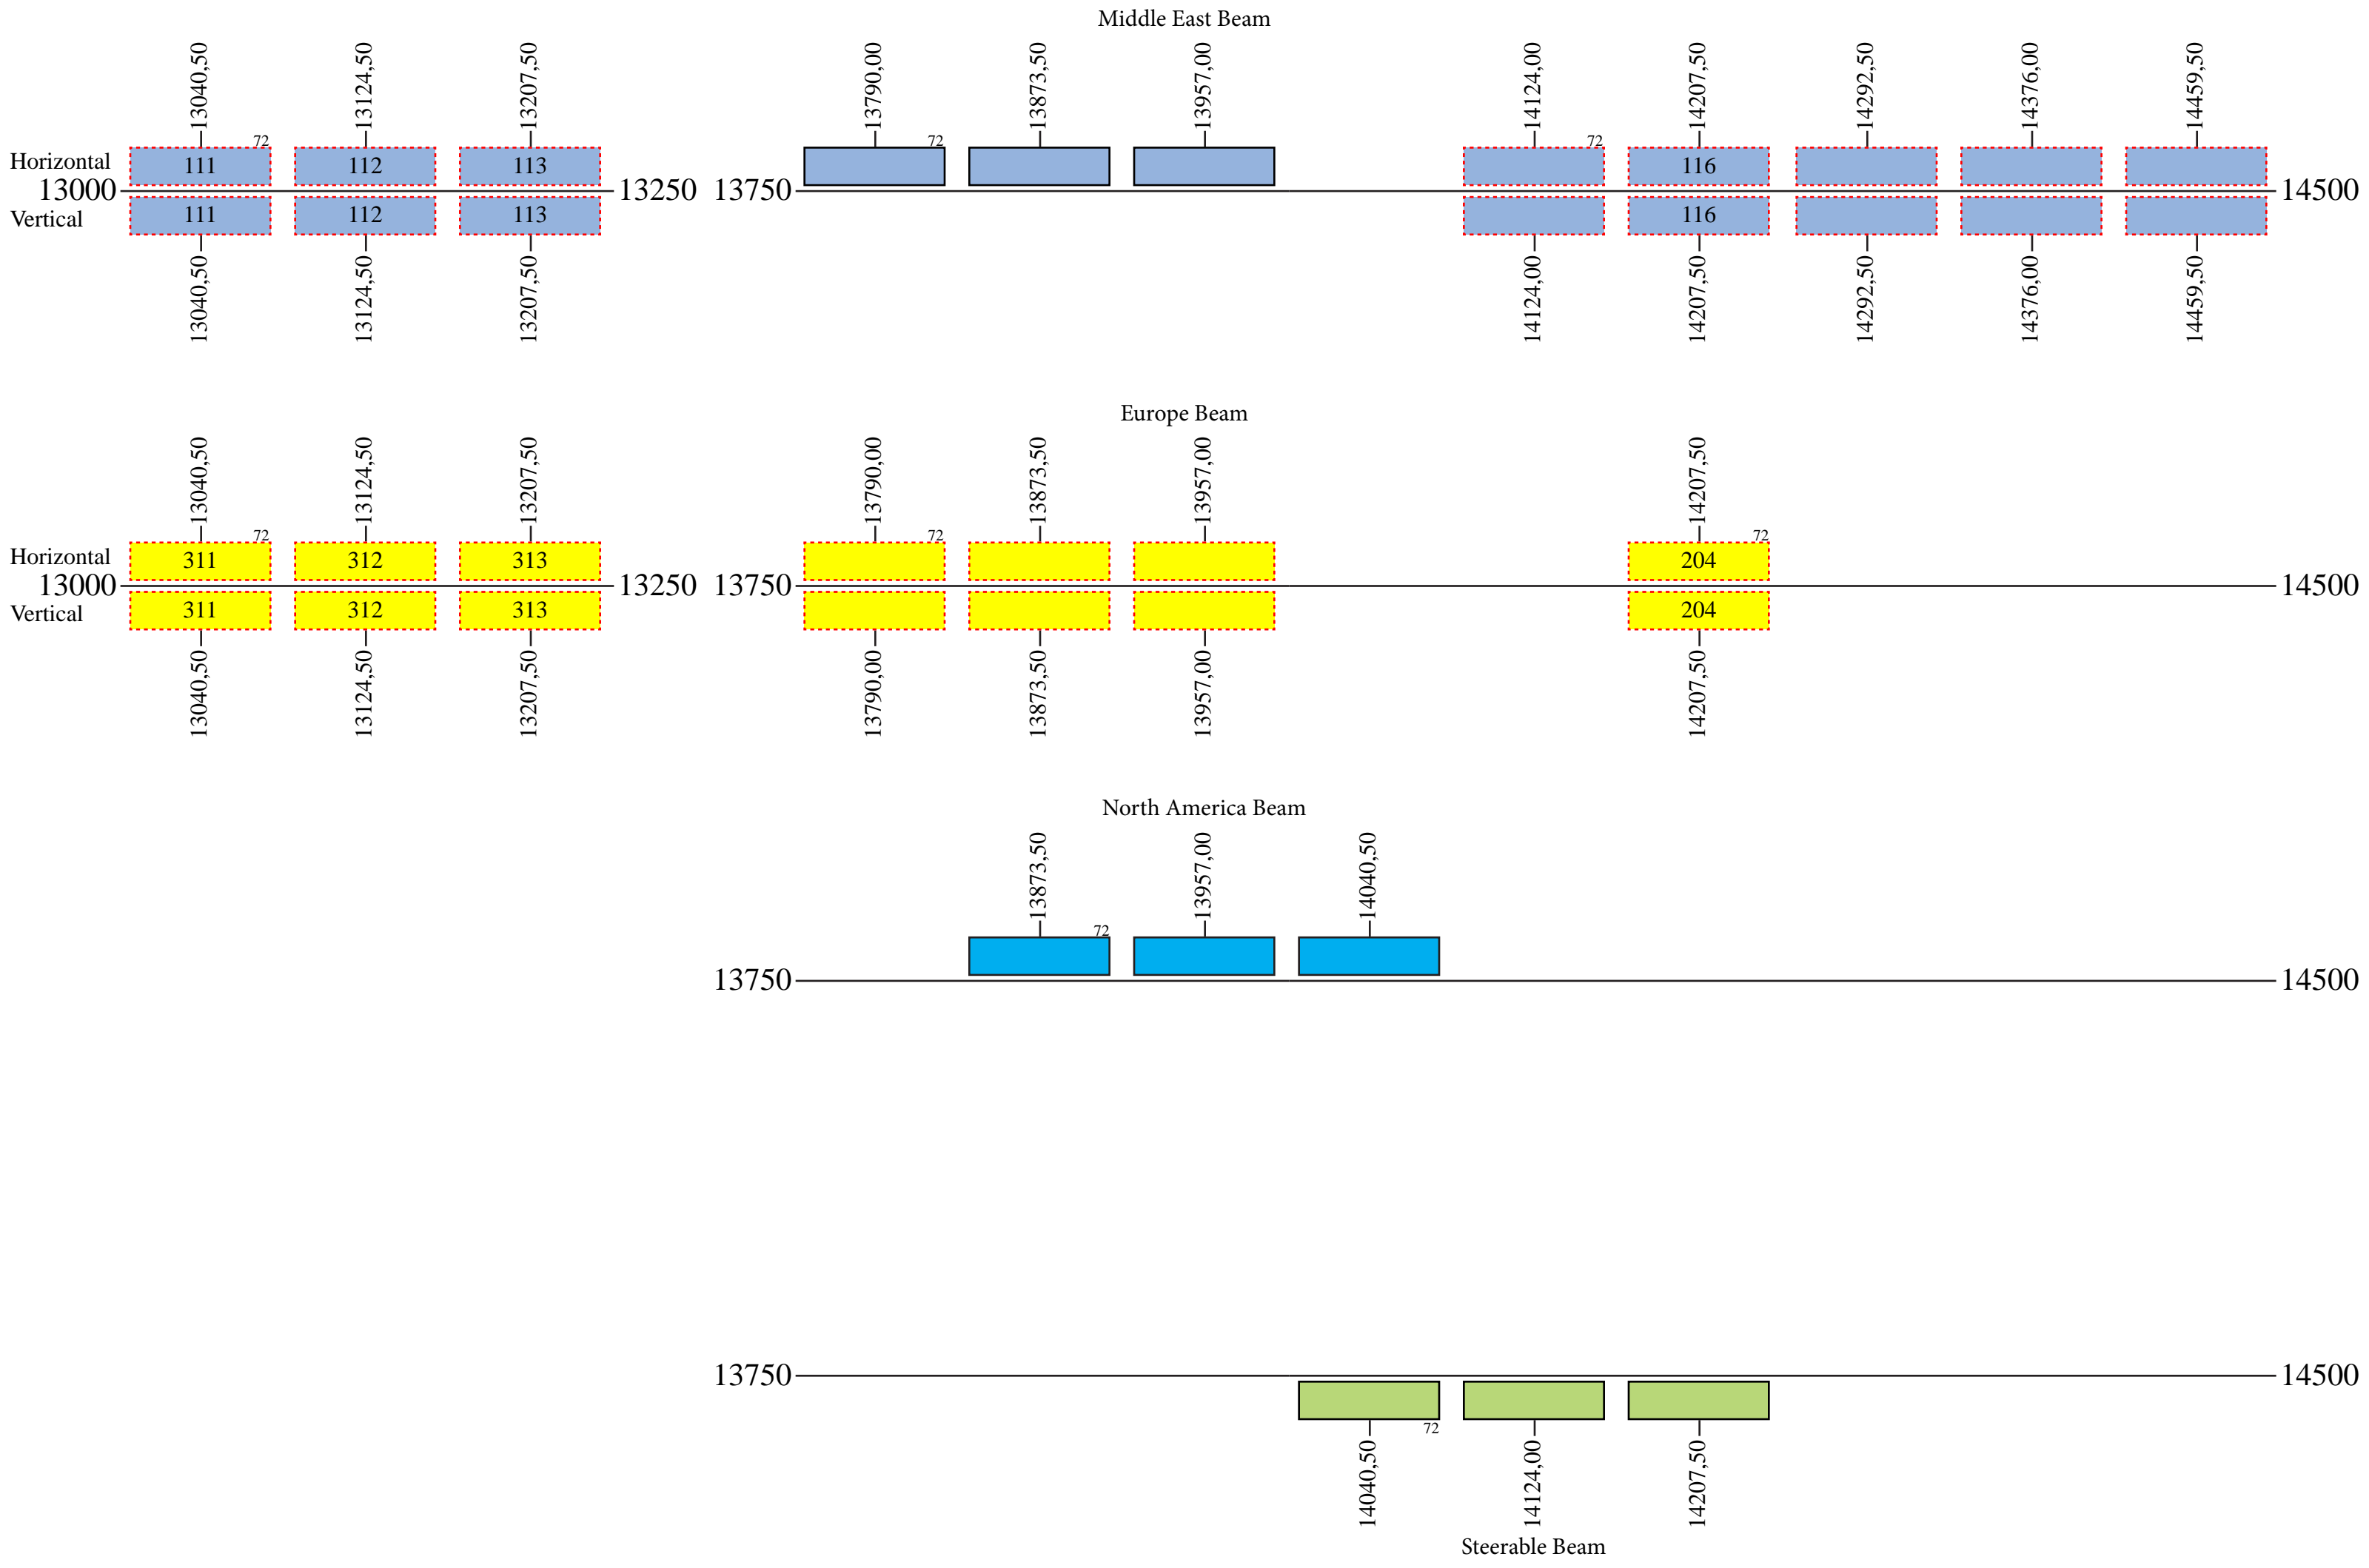 Middle East Beam
13040,50 13124,50 13207,50 13790,00 13873,50 13957,00 14124,00 14207,50 14292,50 14376,00 14459,50
72 72 72
Horizontal 111 112 113 116
13000 13250 13750 14500
Vertical 111 112 113 116
13040,50 13124,50 13207,50 14124,00 14207,50 14292,50 14376,00 14459,50
Europe Beam
13040,50 13124,50 13207,50 13790,00 13873,50 13957,00 14207,50
72 72 72
Horizontal 311 312 313 204
13000 13250 13750 14500
Vertical 311 312 313 204
13040,50 13124,50 13207,50 13790,00 13873,50 13957,00 14207,50
North America Beam
13873,50 13957,00 14040,50
72
13750 14500
13750 14500
72
14040,50 14124,00 14207,50
Steerable Beam